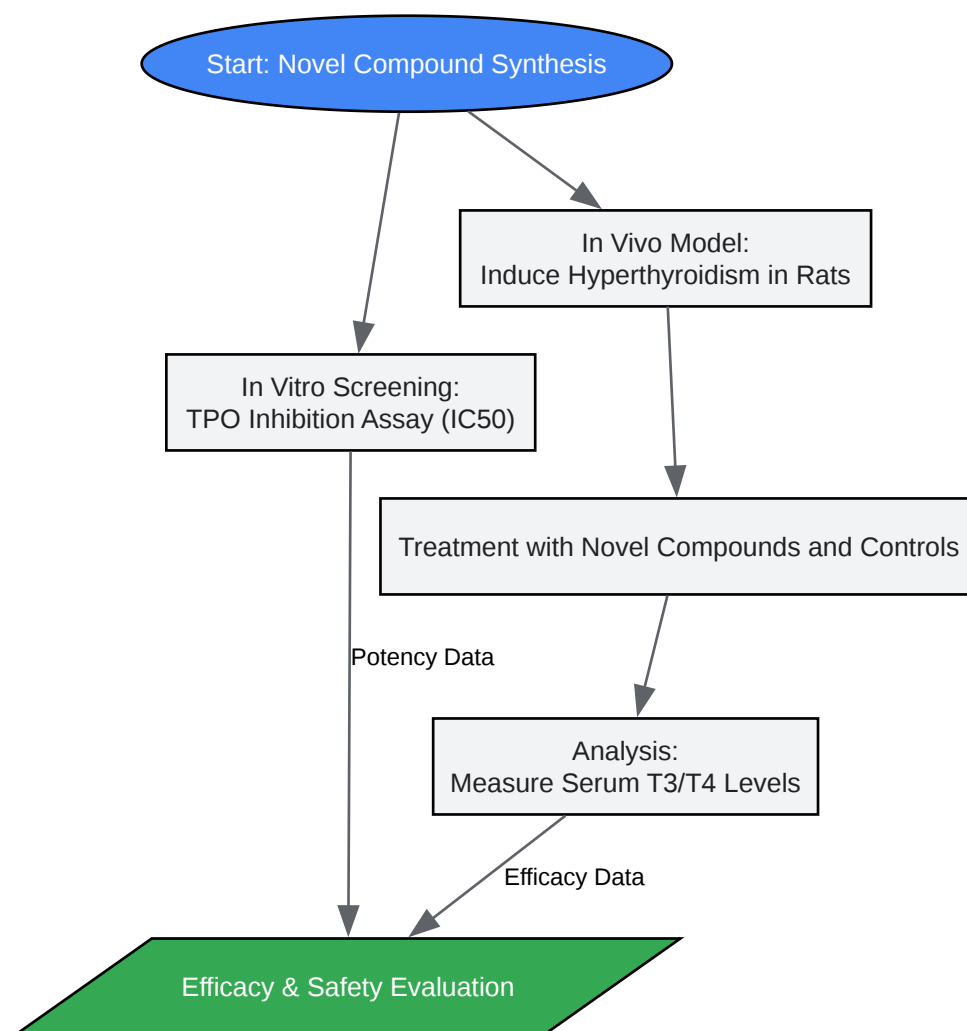 Start: Novel Compound Synthesis
In Vivo Model:
Induce Hyperthyroidism in Rats
In Vitro Screening:
TPO Inhibition Assay (IC50)
Treatment with Novel Compounds and Controls
Potency Data
Analysis:
Measure Serum T3/T4 Levels
Efficacy Data
Efficacy & Safety Evaluation